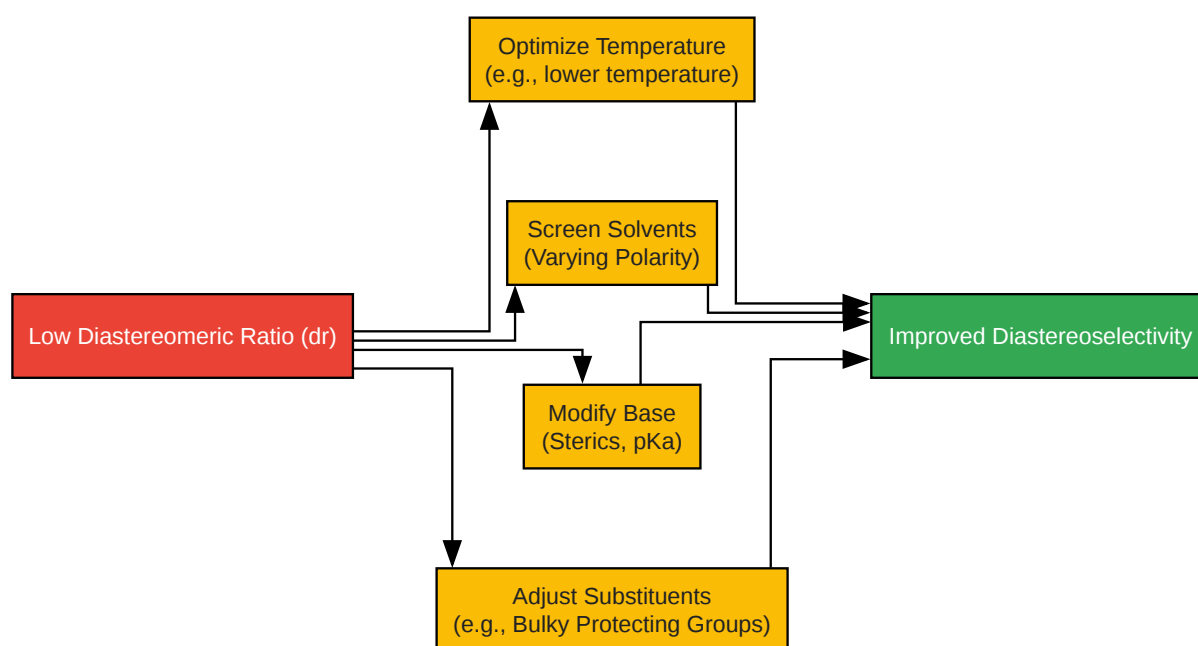 Optimize Temperature
(e.g., lower temperature)
Screen Solvents
(Varying Polarity)
Low Diastereomeric Ratio (dr)
Improved Diastereoselectivity
Modify Base
(Sterics, pKa)
Adjust Substituents
(e.g., Bulky Protecting Groups)